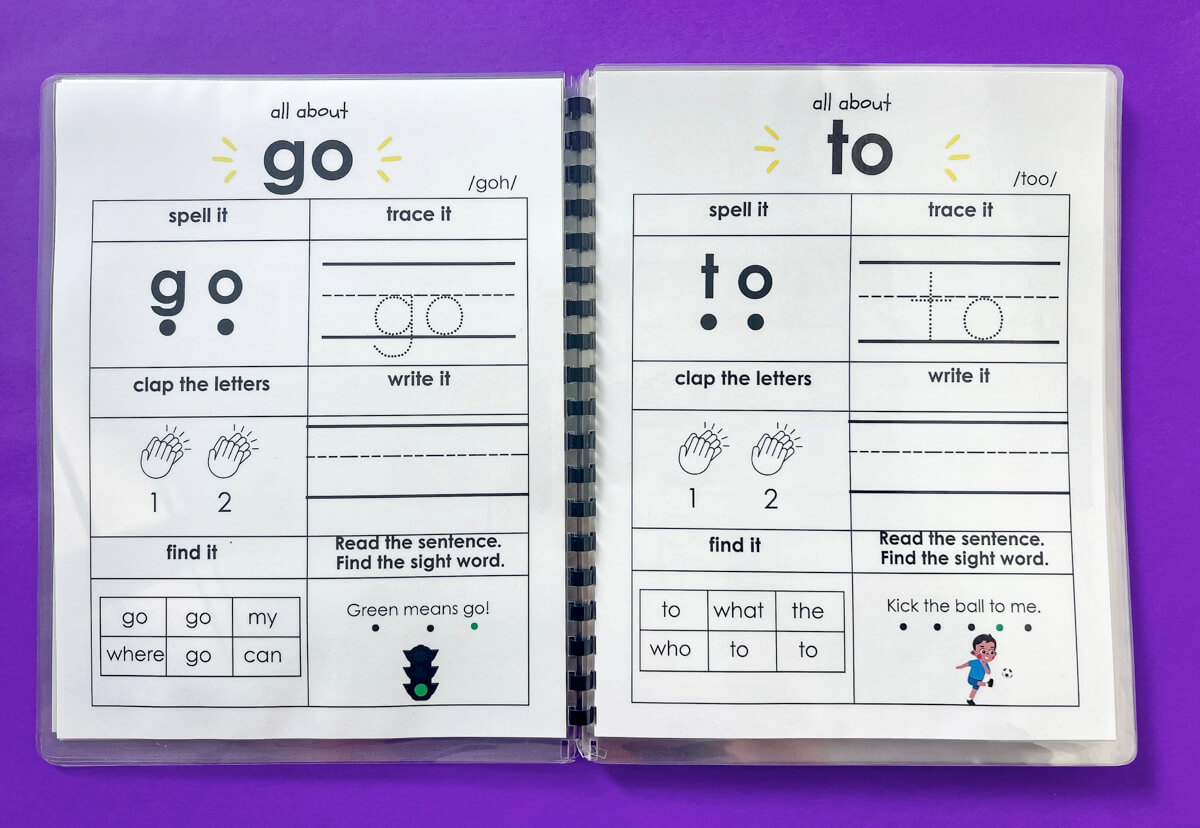 all about
go
/goh/
spell it
trace it
g o
go
clap the letters
write it
1 2
find it
Read the sentence.
Find the sight word.
go go my
where go can
Green means go!
all about
to
/too/
spell it
trace it
t o
to
clap the letters
write it
1 2
find it
Read the sentence.
Find the sight word.
to what the
who to to
Kick the ball to me.